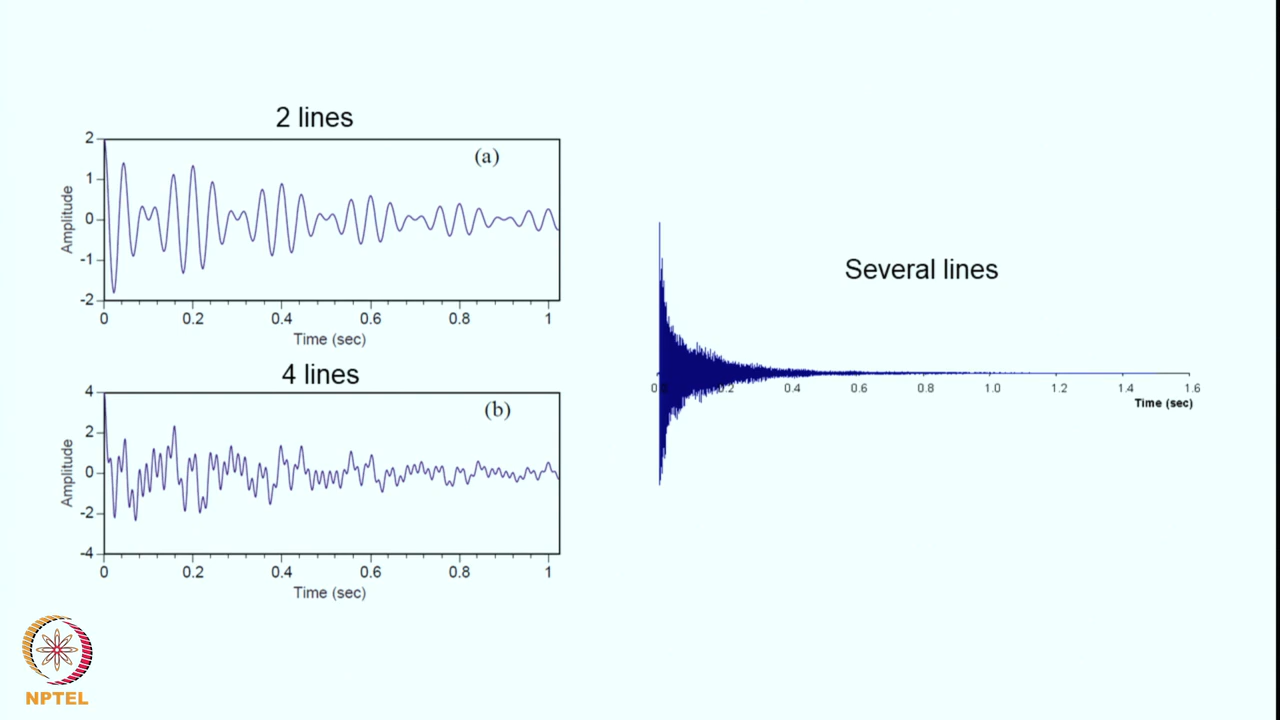 2 lines
(a)
2
1
0
-1
-2
Amplitude
0 0.2 0.4 0.6 0.8 1
Time (sec)
4 lines
(b)
4
2
0
-2
-4
Amplitude
0 0.2 0.4 0.6 0.8 1
Time (sec)
Several lines
0.4 0.6 0.8 1.0 1.2 1.4 1.6
Time (sec)
NPTEL